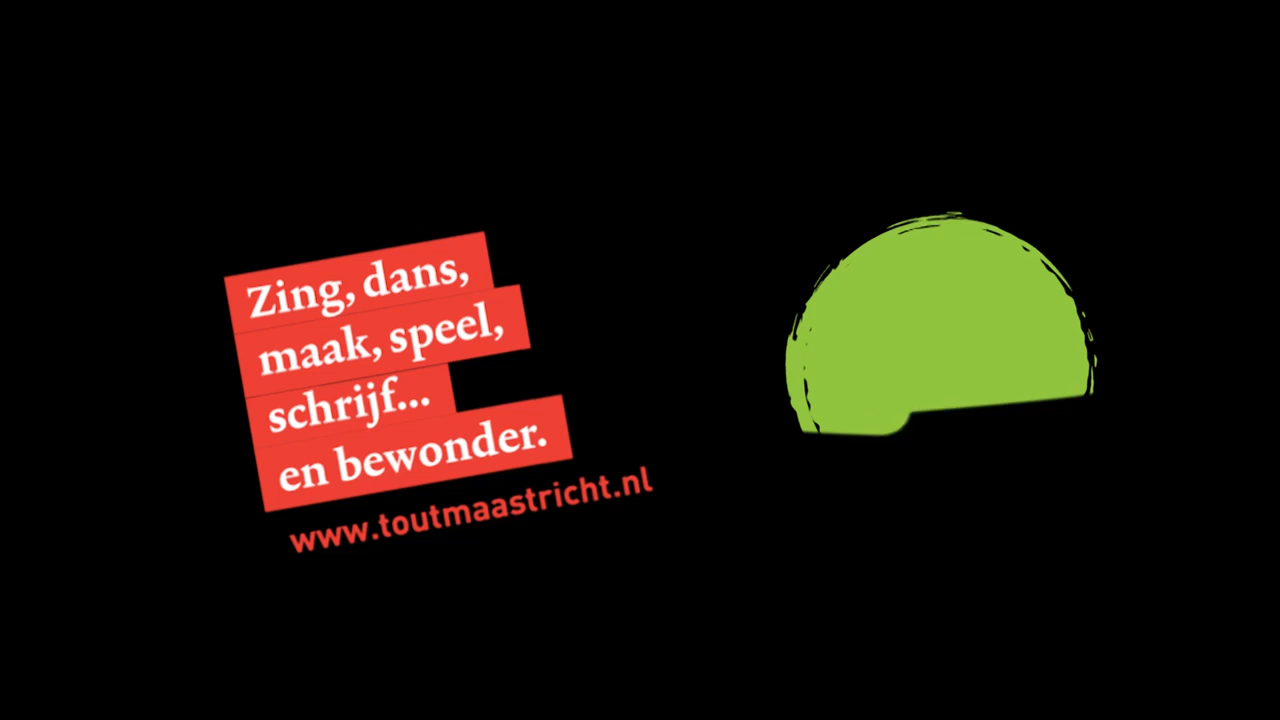 Zing, dans,
maak, speel,
schrijf...
en bewonder.
www.toutmaastricht.nl